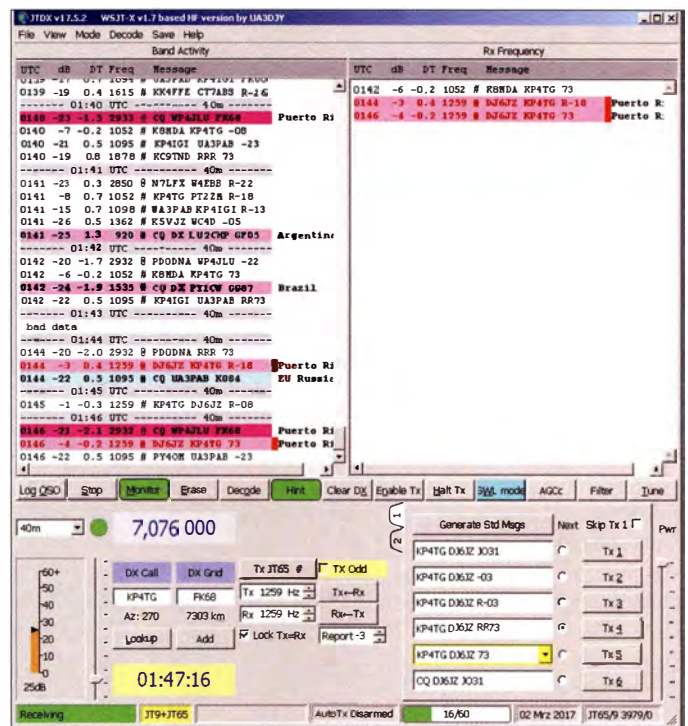 JTDX v17.5.2 WSJT-X v1.7 based HF version by UA3DJY
File View Mode Decode Save Help
Band Activity
UTC dB DT Freq Message
0139 -19 0.4 1615 # KK4FFE CT7ABS R-26
------- 01:40 UTC ---------- 40m -------
0140 -23 -1.5 2933 @ CQ WP4JLU FK68 Puerto Ri
0140 -7 -0.2 1052 # K8MDA KP4TG -08
0140 -21 0.5 1095 # KP4IGI UA3PAB -23
0140 -19 0.8 1878 # KC9TND RRR 73
------- 01:41 UTC ---------- 40m -------
0141 -23 0.3 2850 @ N7LFX W4EBB R-22
0141 -8 0.7 1052 # KP4TG PT2ZM R-18
0141 -15 0.7 1098 # UA3PAB KP4IGI R-13
0141 -26 0.5 1362 # K5VJZ WC4D -05
0141 -25 1.3 920 # CQ DX LU2CHP GF05 Argentina
------- 01:42 UTC ---------- 40m -------
0142 -20 -1.7 2932 @ PD0DNA WP4JLU -22
0142 -6 -0.2 1052 # K8MDA KP4TG 73
0142 -24 -1.9 1535 # CQ DX PY1CW GG87 Brazil
0142 -22 0.5 1095 # KP4IGI UA3PAB RR73
------- 01:43 UTC ---------- 40m -------
bad data
------- 01:44 UTC ---------- 40m -------
0144 -20 -2.0 2932 @ PD0DNA RRR 73
0144 -3 0.4 1259 # DJ6JZ KP4TG R-18 Puerto Ri
0144 -22 0.5 1095 # CQ UA3PAB KO84 EU Russia
------- 01:45 UTC ---------- 40m -------
0145 -1 -0.3 1259 # KP4TG DJ6JZ R-08
------- 01:46 UTC ---------- 40m -------
0146 -21 -2.1 2932 @ CQ WP4JLU FK68 Puerto Ri
0146 -4 -0.2 1259 # DJ6JZ KP4TG 73 Puerto Ri
0146 -22 0.5 1095 # PY4OM UA3PAB -23
Rx Frequency
UTC dB DT Freq Message
0142 -6 -0.2 1052 # K8MDA KP4TG 73
0144 -3 0.4 1259 # DJ6JZ KP4TG R-18 Puerto R:
0146 -4 -0.2 1259 # DJ6JZ KP4TG 73 Puerto R:
Log QSO Stop Monitor Erase Decode Hint Clear DX Enable Tx Halt Tx SWL mode AGCc Filter Tune
40m 7,076 000
60+
50
40
30
20
10
0
25dB
DX Call DX Grid
KP4TG FK68
Az: 270 7303 km
Lookup Add
01:47:16
Tx JT65 # TX Odd
Tx 1259 Hz Tx←Rx
Rx 1259 Hz Rx←Tx
Lock Tx=Rx Report -3
1
2
Generate Std Msgs Next Skip Tx 1 Pwr
KP4TG DJ6JZ JO31 Tx 1
KP4TG DJ6JZ -03 Tx 2
KP4TG DJ6JZ R-03 Tx 3
KP4TG DJ6JZ RR73 Tx 4
KP4TG DJ6JZ 73 Tx 5
CQ DJ6JZ JO31 Tx 6
Receiving JT9+JT65 AutoTx Disarmed 16/60 02 Mrz 2017 JT65/9 3979/0